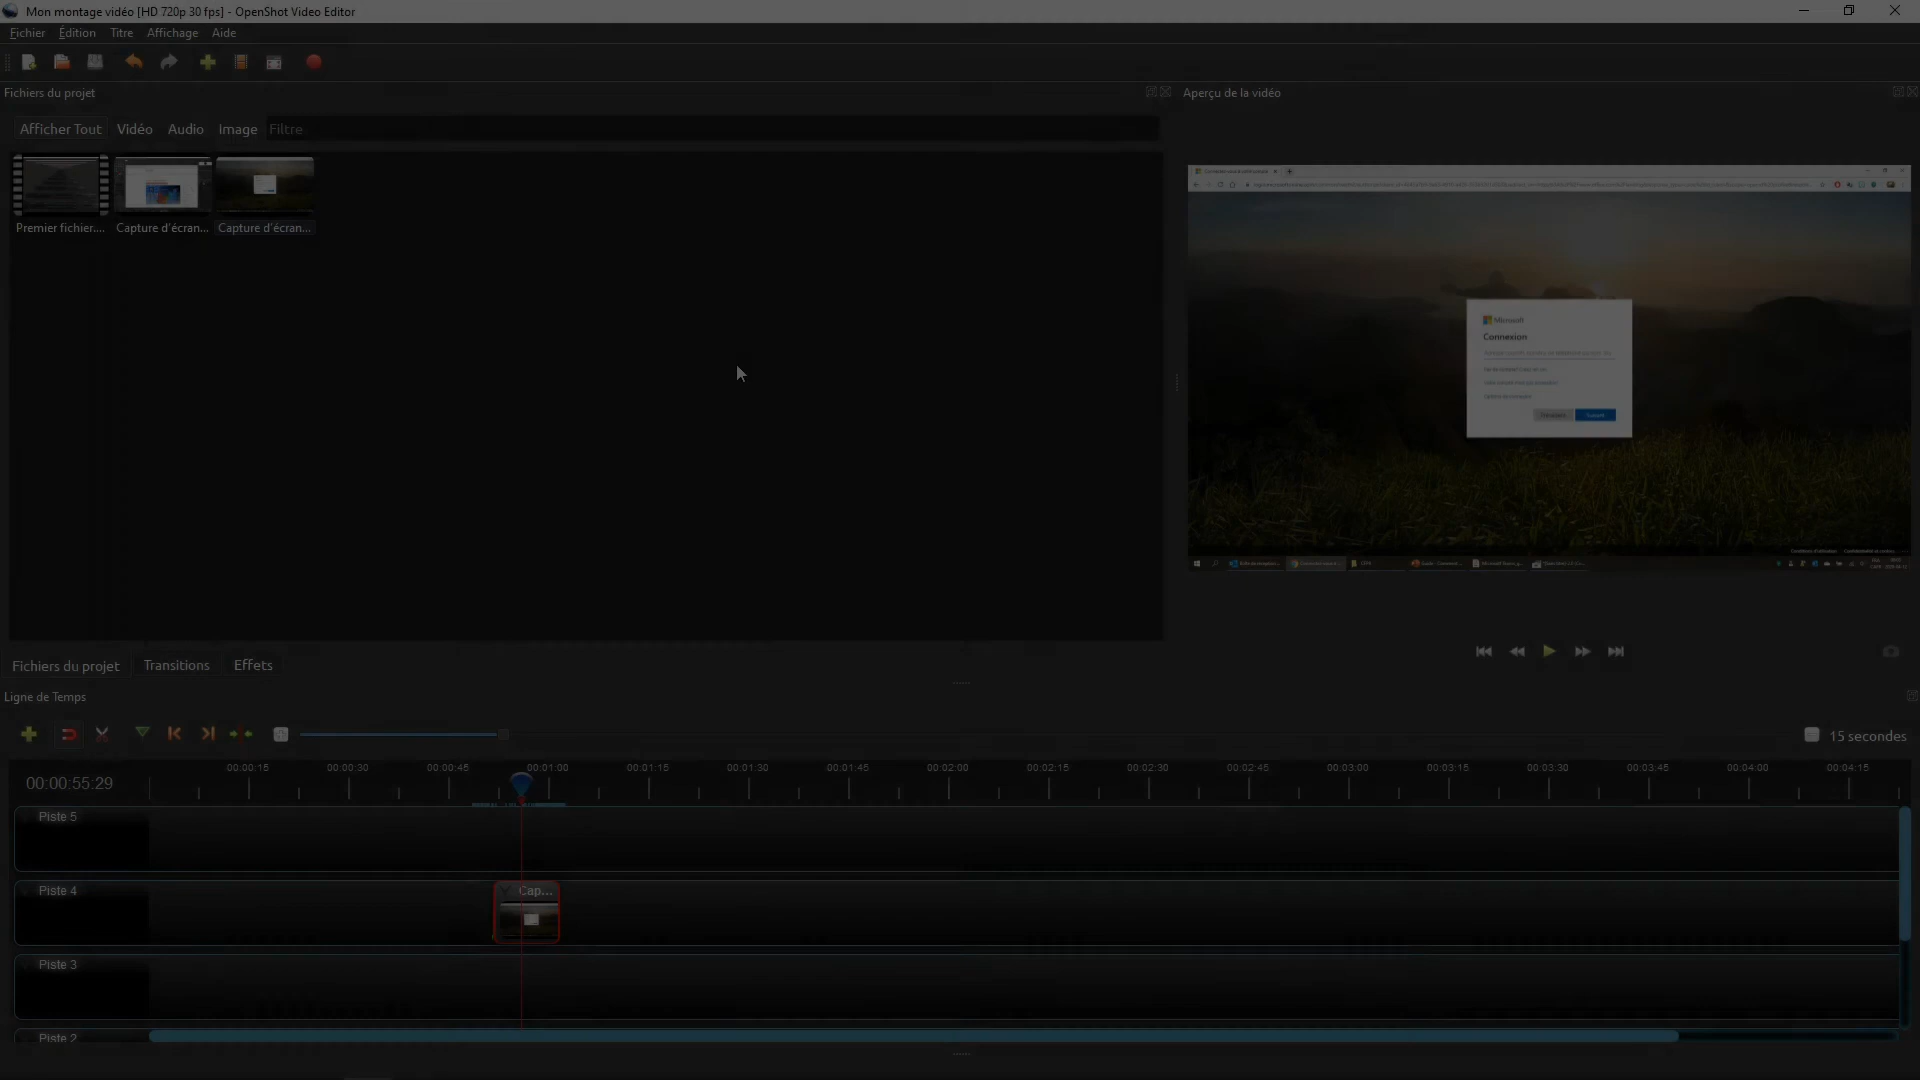 Mon montage vidéo [HD 720p 30 fps] - OpenShot Video Editor
Fichier Édition Titre Affichage Aide
Fichiers du projet
Aperçu de la vidéo
Afficher Tout Vidéo Audio Image Filtre
Premier fichier.... Capture d'écran... Capture d'écran...
Microsoft
Connexion
Fichiers du projet Transitions Effets
Ligne de Temps
15 secondes
00:00:55:29
00:00:15 00:00:30 00:00:45 00:01:00 00:01:15 00:01:30 00:01:45 00:02:00 00:02:15 00:02:30 00:02:45 00:03:00 00:03:15 00:03:30 00:03:45 00:04:00 00:04:15
Piste 5
Piste 4
Cap...
Piste 3
Piste 2